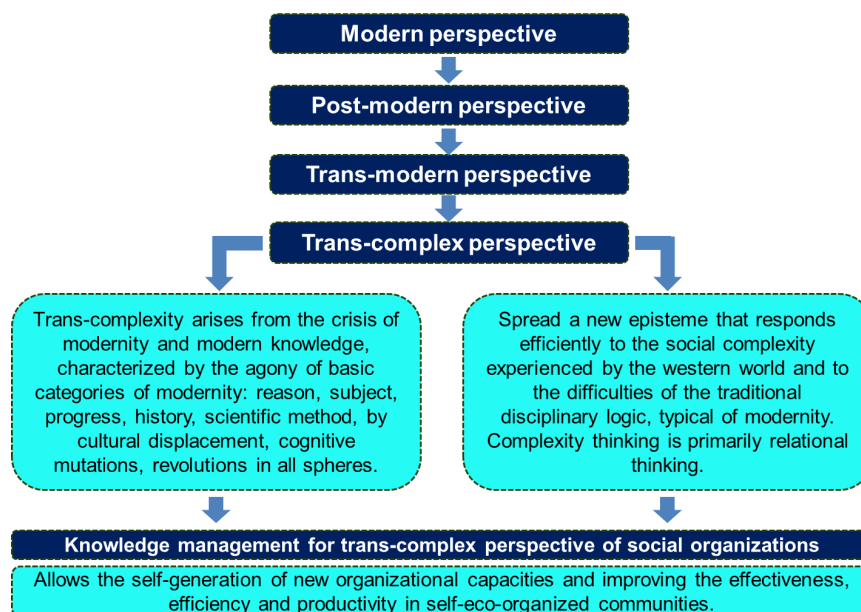 Modern perspective
Post-modern perspective
Trans-modern perspective
Trans-complex perspective
Trans-complexity arises from the crisis of
modernity and modern knowledge,
characterized by the agony of basic
categories of modernity: reason, subject,
progress, history, scientific method, by
cultural displacement, cognitive
mutations, revolutions in all spheres.
Spread a new episteme that responds
efficiently to the social complexity
experienced by the western world and to
the difficulties of the traditional
disciplinary logic, typical of modernity.
Complexity thinking is primarily relational
thinking.
Knowledge management for trans-complex perspective of social organizations
Allows the self-generation of new organizational capacities and improving the effectiveness,
efficiency and productivity in self-eco-organized communities.